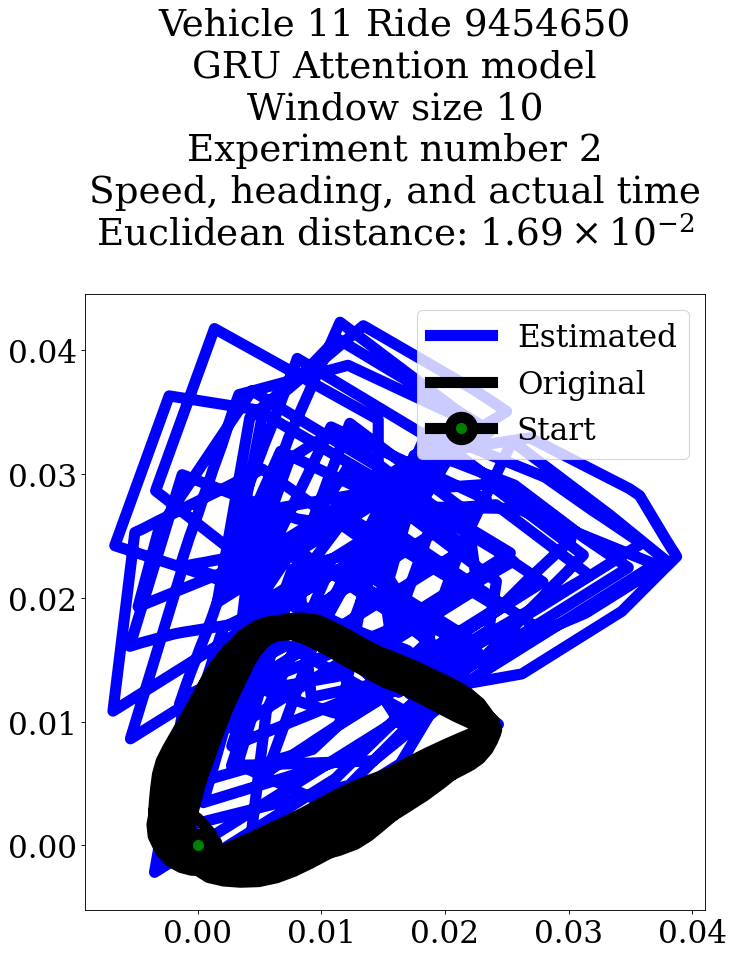 Vehicle 11 Ride 9454650
GRU Attention model
Window size 10
Experiment number 2
Speed, heading, and actual time
Euclidean distance: 1.69 × 10⁻²
Estimated
Original
Start
0.04
0.03
0.02
0.01
0.00
0.00 0.01 0.02 0.03 0.04